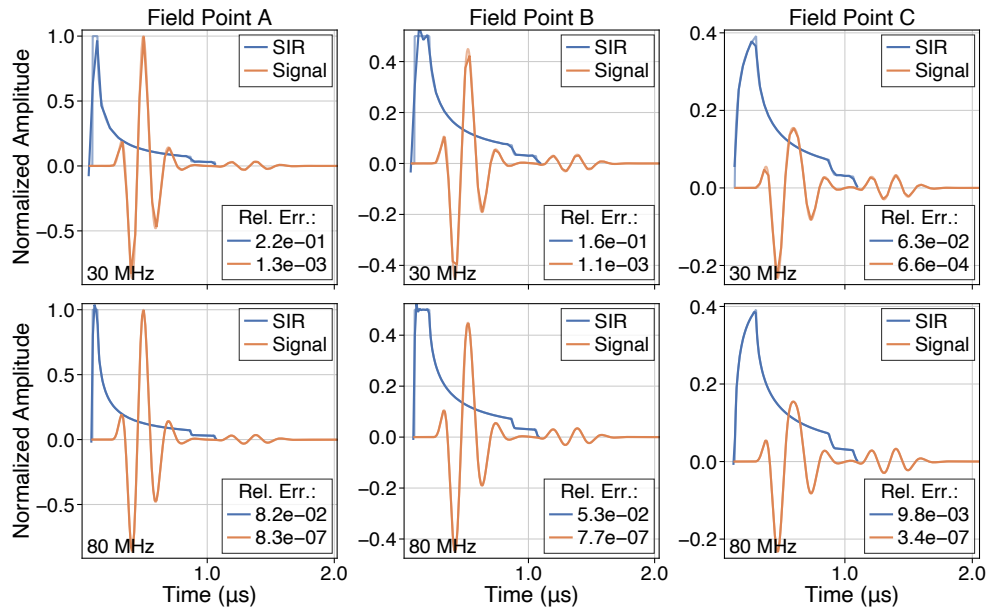 Field Point A
Field Point B
Field Point C
Normalized Amplitude
1.0
0.5
0.0
−0.5
SIR
Signal
Rel. Err.:
2.2e−01
1.3e−03
30 MHz
0.4
0.2
0.0
−0.2
−0.4
SIR
Signal
Rel. Err.:
1.6e−01
1.1e−03
30 MHz
0.4
0.2
0.0
−0.2
SIR
Signal
Rel. Err.:
6.3e−02
6.6e−04
30 MHz
Normalized Amplitude
1.0
0.5
0.0
−0.5
SIR
Signal
Rel. Err.:
8.2e−02
8.3e−07
80 MHz
1.0
2.0
Time (μs)
0.4
0.2
0.0
−0.2
−0.4
SIR
Signal
Rel. Err.:
5.3e−02
7.7e−07
80 MHz
1.0
2.0
Time (μs)
0.4
0.2
0.0
−0.2
SIR
Signal
Rel. Err.:
9.8e−03
3.4e−07
80 MHz
1.0
2.0
Time (μs)